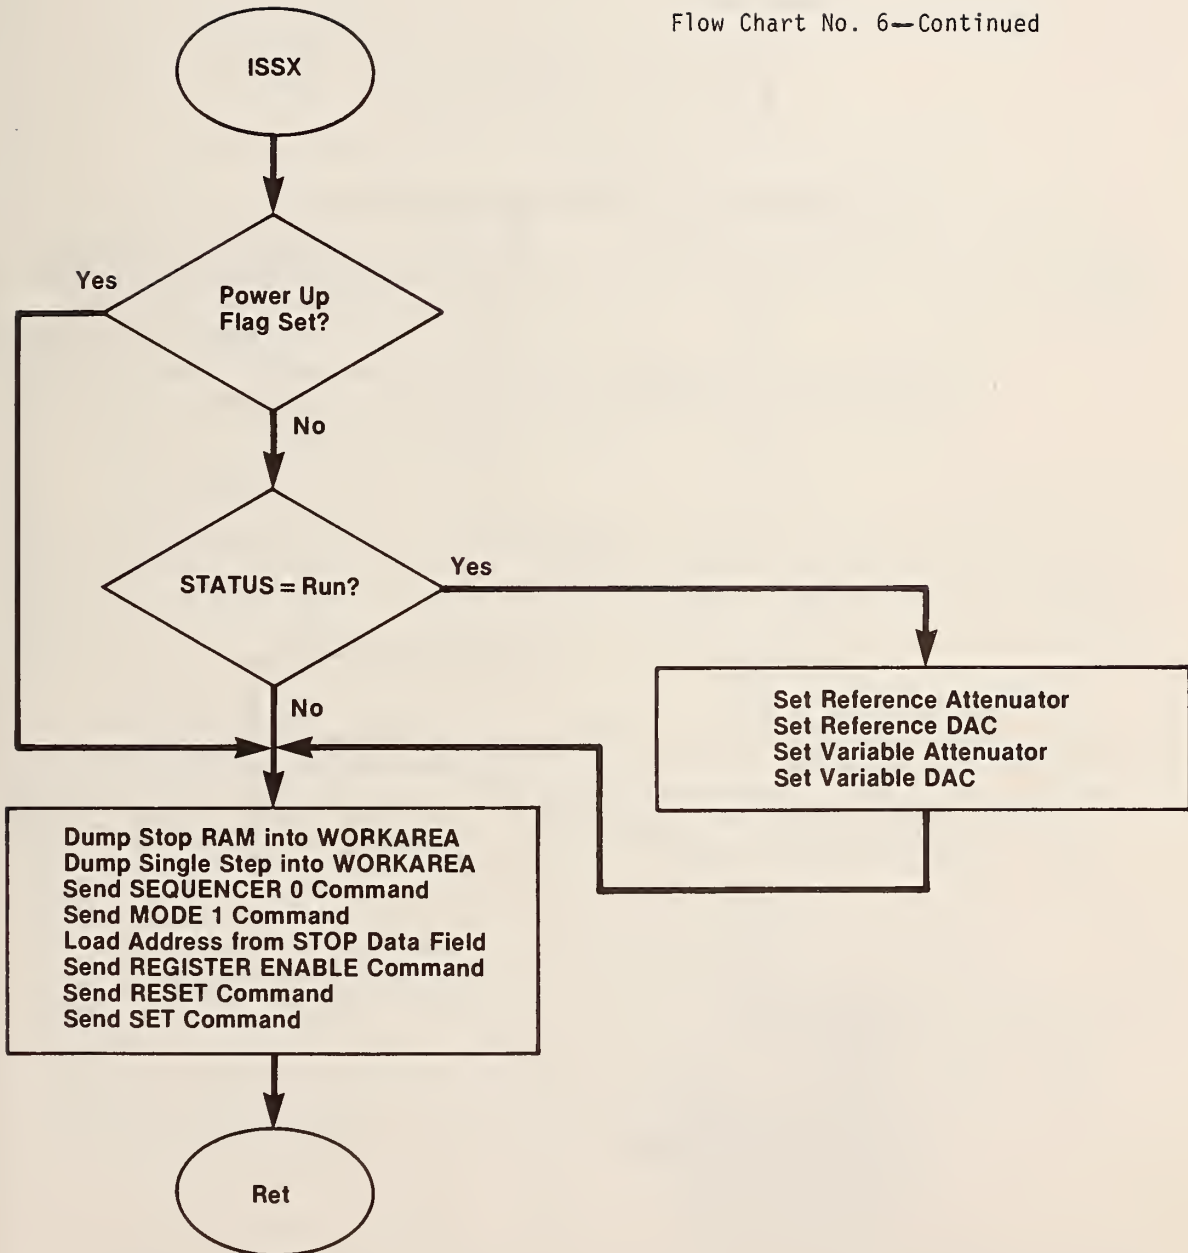 Flow Chart No. 6—Continued
ISSX
Yes
Power Up
Flag Set?
No
STATUS = Run?
Yes
No
Set Reference Attenuator
Set Reference DAC
Set Variable Attenuator
Set Variable DAC
Dump Stop RAM into WORKAREA
Dump Single Step into WORKAREA
Send SEQUENCER 0 Command
Send MODE 1 Command
Load Address from STOP Data Field
Send REGISTER ENABLE Command
Send RESET Command
Send SET Command
Ret